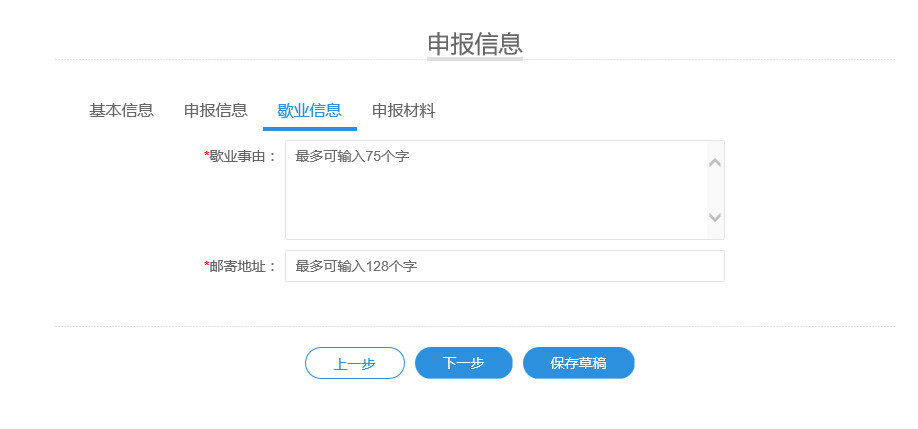 申报信息
基本信息 申报信息 歇业信息 申报材料
*歇业事由： 最多可输入75个字
*邮寄地址： 最多可输入128个字
上一步 下一步 保存草稿